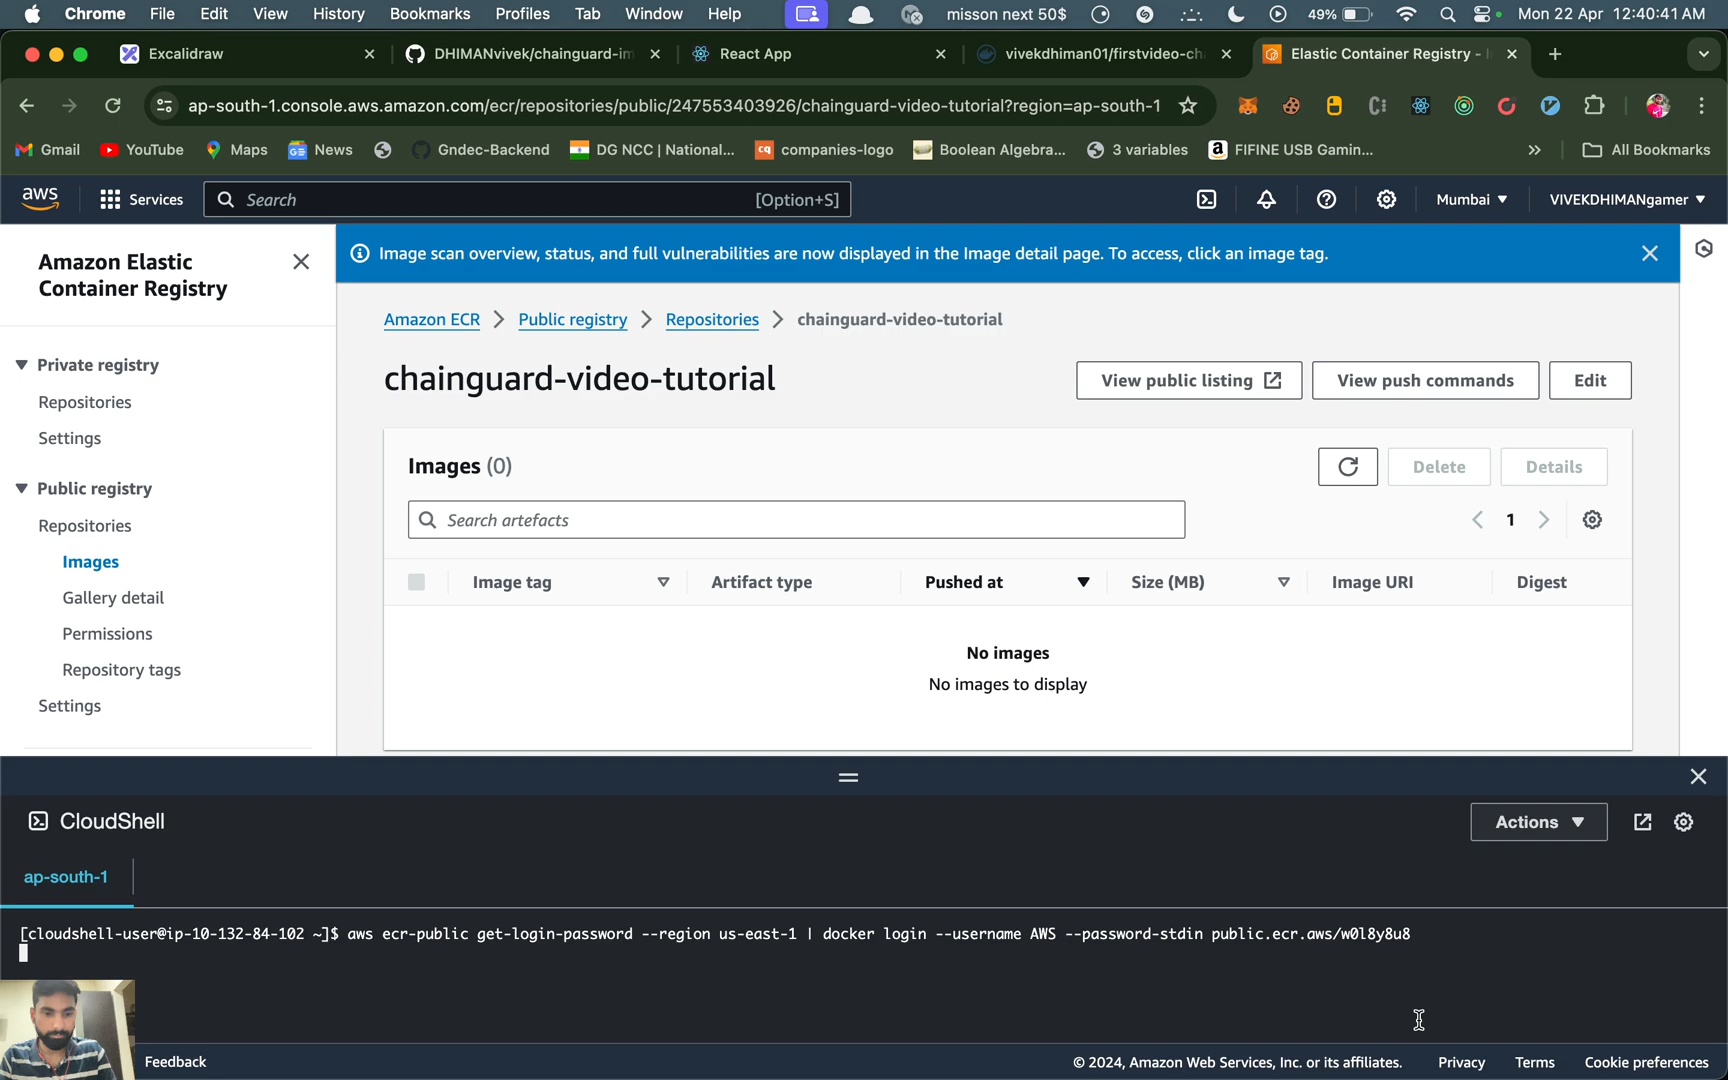 Chrome File Edit View History Bookmarks Profiles Tab Window Help misson next 50$ 49% Mon 22 Apr 12:40:41 AM
Excalidraw DHIMANvivek/chainguard-im React App vivekdhiman01/firstvideo-ch Elastic Container Registry -
ap-south-1.console.aws.amazon.com/ecr/repositories/public/247553403926/chainguard-video-tutorial?region=ap-south-1
Gmail YouTube Maps News Gndec-Backend DG NCC | National... companies-logo Boolean Algebra... 3 variables FIFINE USB Gamin... » All Bookmarks
aws Services Search [Option+S] Mumbai VIVEKDHIMANgamer
Amazon Elastic
Container Registry
Image scan overview, status, and full vulnerabilities are now displayed in the Image detail page. To access, click an image tag.
Amazon ECR > Public registry > Repositories > chainguard-video-tutorial
Private registry
Repositories
Settings
Public registry
Repositories
Images
Gallery detail
Permissions
Repository tags
Settings
chainguard-video-tutorial
View public listing View push commands Edit
Images (0)
Delete Details
Search artefacts
1
Image tag Artifact type Pushed at Size (MB) Image URI Digest
No images
No images to display
CloudShell
Actions
ap-south-1
[cloudshell-user@ip-10-132-84-102 ~]$ aws ecr-public get-login-password --region us-east-1 | docker login --username AWS --password-stdin public.ecr.aws/w0l8y8u8
Feedback
© 2024, Amazon Web Services, Inc. or its affiliates. Privacy Terms Cookie preferences